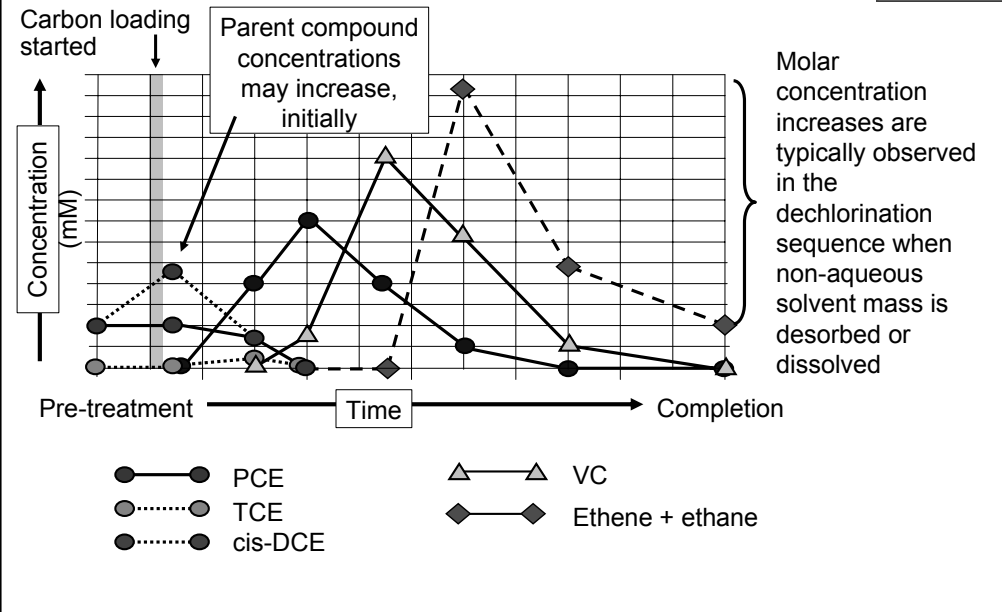 Carbon loading
started
Parent compound
concentrations
may increase,
initially
Concentration
(mM)
Molar
concentration
increases are
typically observed
in the
dechlorination
sequence when
non-aqueous
solvent mass is
desorbed or
dissolved
Pre-treatment
Time
Completion
PCE
TCE
cis-DCE
VC
Ethene + ethane